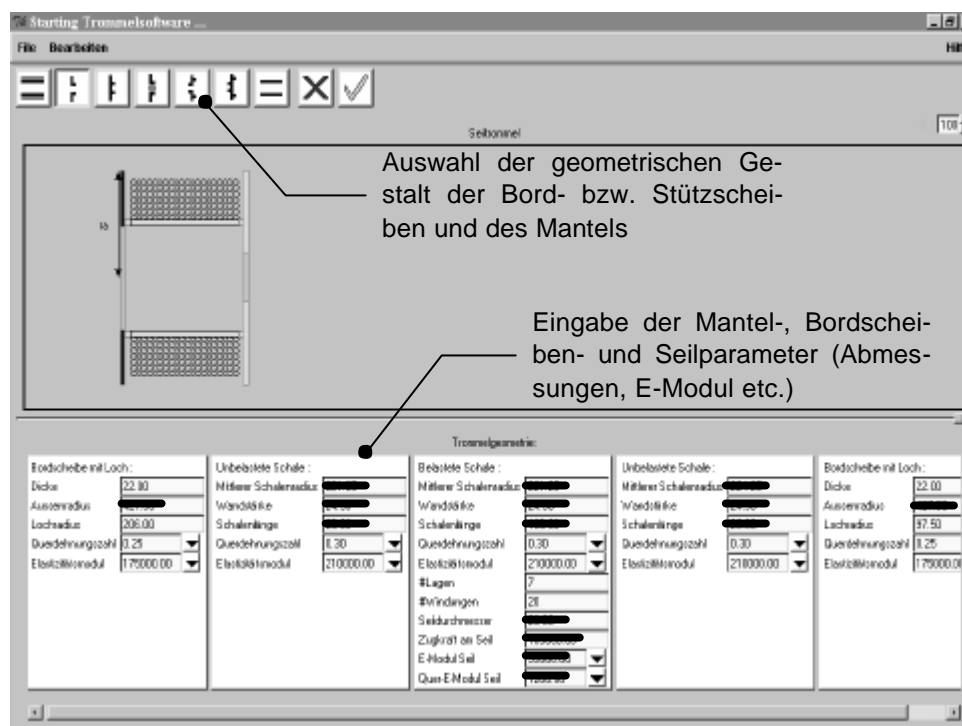 Starting Trommelsoftware ...
File Bearbeiten Hilf
Seiltrommel
100
Auswahl der geometrischen Ge-
stalt der Bord- bzw. Stützschei-
ben und des Mantels
Eingabe der Mantel-, Bordschei-
ben- und Seilparameter (Abmes-
sungen, E-Modul etc.)
Trommelgeometrie:
Bordscheibe mit Loch :
Dicke 22.00
Aussenradius
Lochradius 206.00
Querdehnungszahl 0.25
Elastizitätsmodul 175000.00
Unbelastete Schale :
Mittlerer Schalenradius
Wandstärke
Schalenlänge
Querdehnungszahl 0.30
Elastizitätsmodul 210000.00
Belastete Schale :
Mittlerer Schalenradius
Wandstärke
Schalenlänge
Querdehnungszahl 0.30
Elastizitätsmodul 210000.00
#Lagen 7
#Windungen 20
Seildurchmesser
Zugkraft am Seil
E-Modul Seil
Quer-E-Modul Seil
Unbelastete Schale :
Mittlerer Schalenradius
Wandstärke
Schalenlänge
Querdehnungszahl 0.30
Elastizitätsmodul 210000.00
Bordscheibe mit Loch :
Dicke 22.00
Aussenradius
Lochradius 97.50
Querdehnungszahl 0.25
Elastizitätsmodul 175000.00